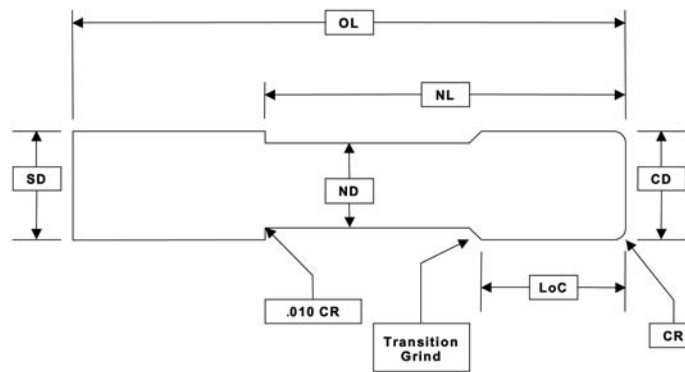 OL
NL
SD
ND
CD
LoC
.010 CR
Transition
Grind
CR